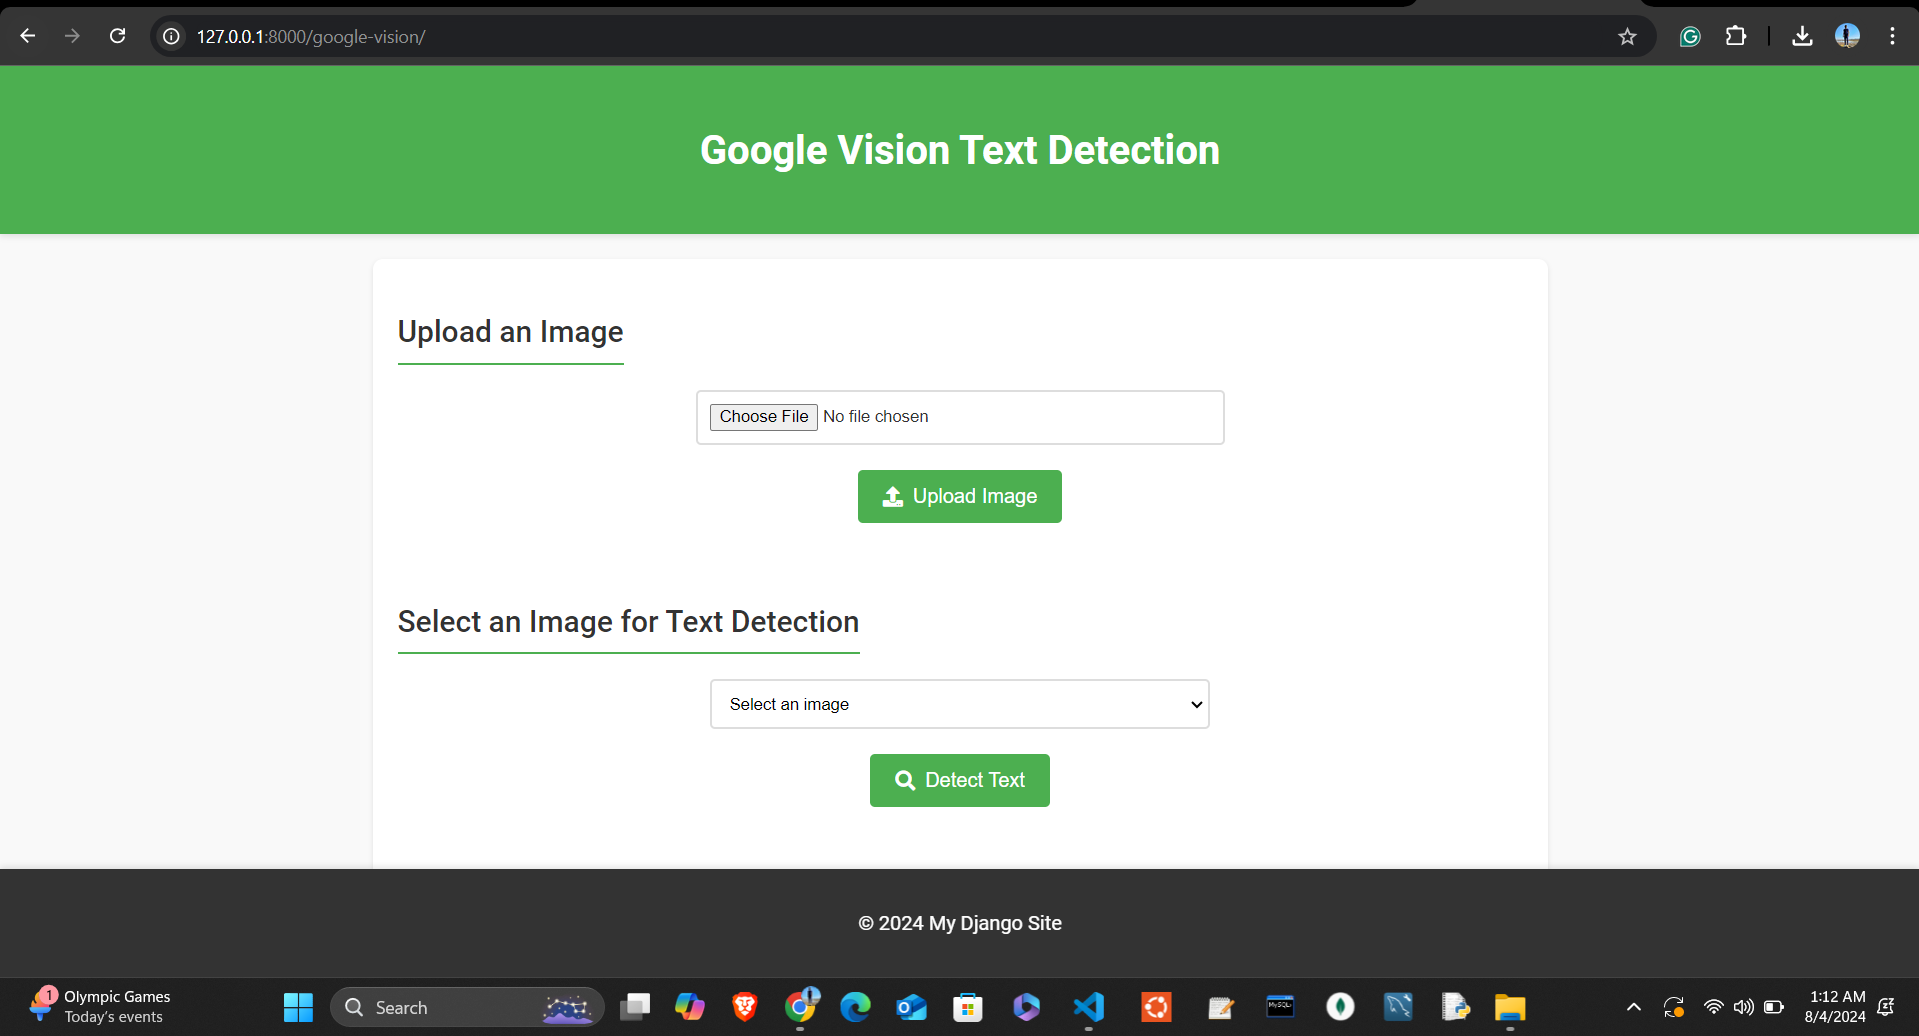 127.0.0.1:8000/google-vision/
Google Vision Text Detection
Upload an Image
Choose File No file chosen
Upload Image
Select an Image for Text Detection
Select an image
Detect Text
© 2024 My Django Site
1
Olympic Games
Today's events
Search
MySQL
1:12 AM
8/4/2024